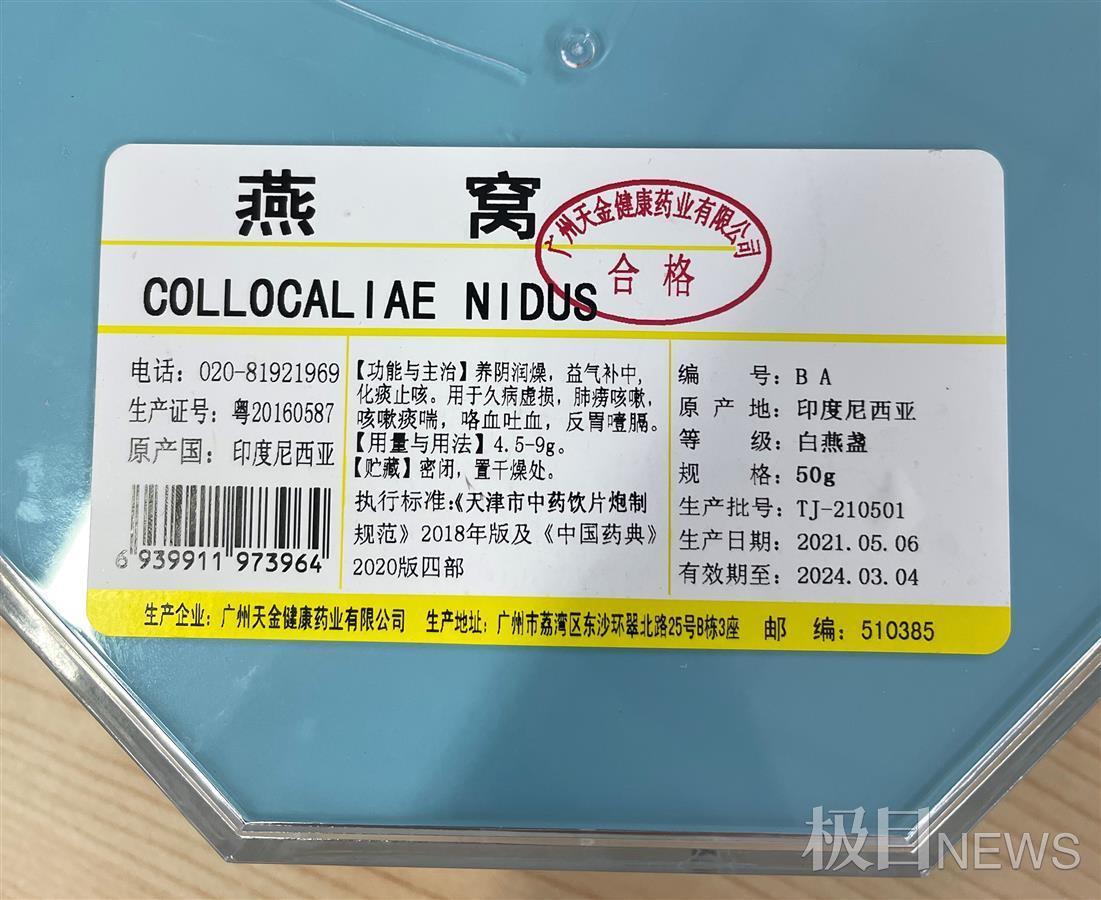 燕 窝
广州天金健康药业有限公司
合格
COLLOCALIAE NIDUS
电话：020-81921969
生产证号：粤20160587
原产国：印度尼西亚
6 939911 973964
【功能与主治】养阴润燥，益气补中，
化痰止咳。用于久病虚损，肺痨咳嗽，
咳嗽痰喘，咯血吐血，反胃噎膈。
【用量与用法】4.5-9g。
【贮藏】密闭，置干燥处。
执行标准：《天津市中药饮片炮制
规范》2018年版及《中国药典》
2020版四部
编 号：BA
原 产 地：印度尼西亚
等 级：白燕盏
规 格：50g
生产批号：TJ-210501
生产日期：2021.05.06
有效期至：2024.03.04
生产企业：广州天金健康药业有限公司 生产地址：广州市荔湾区东沙环翠北路25号B栋3座 邮 编：510385
极目NEWS